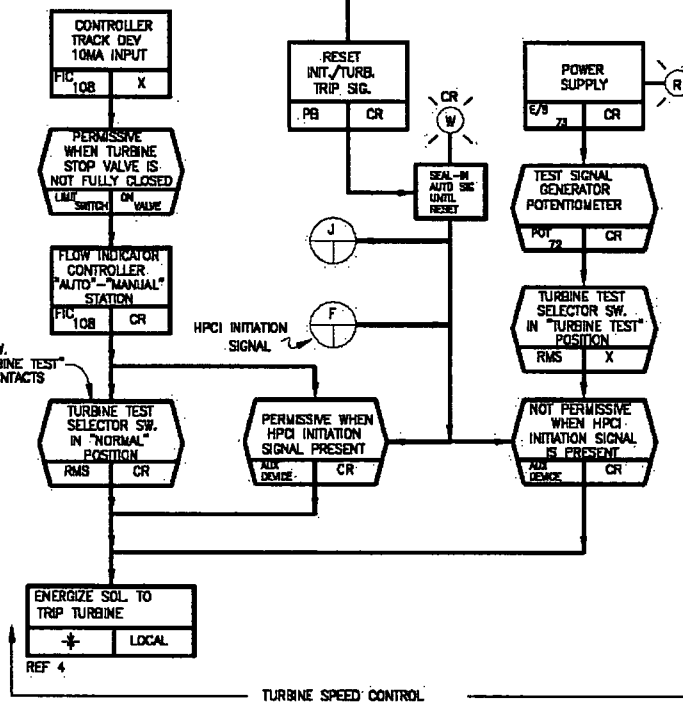 CONTROLLER
TRACK DEV
10MA INPUT
FIC
108
X
PERMISSIVE
WHEN TURBINE
STOP VALVE IS
NOT FULLY CLOSED
LIMIT
SWITCH
ON
VALVE
FLOW INDICATOR
CONTROLLER
"AUTO"-"MANUAL"
STATION
FIC
108
CR
W.
BINE TEST"
NTACTS
TURBINE TEST
SELECTOR SW.
IN "NORMAL"
POSITION
RMS
CR
RESET
INIT./TURB.
TRIP SIG.
PB
CR
CR
W
SEAL-IN
AUTO SIG
UNTIL
RESET
J
F
HPCI INITIATION
SIGNAL
PERMISSIVE WHEN
HPCI INITIATION
SIGNAL PRESENT
AUX
DEVICE
CR
POWER
SUPPLY
E/S
73
CR
R
TEST SIGNAL
GENERATOR
POTENTIOMETER
POT
72
CR
TURBINE TEST
SELECTOR SW.
IN "TURBINE TEST"
POSITION
RMS
X
NOT PERMISSIVE
WHEN HPCI
INITIATION SIGNAL
IS PRESENT
AUX
DEVICE
CR
ENERGIZE SOL. TO
TRIP TURBINE
LOCAL
REF 4
TURBINE SPEED CONTROL